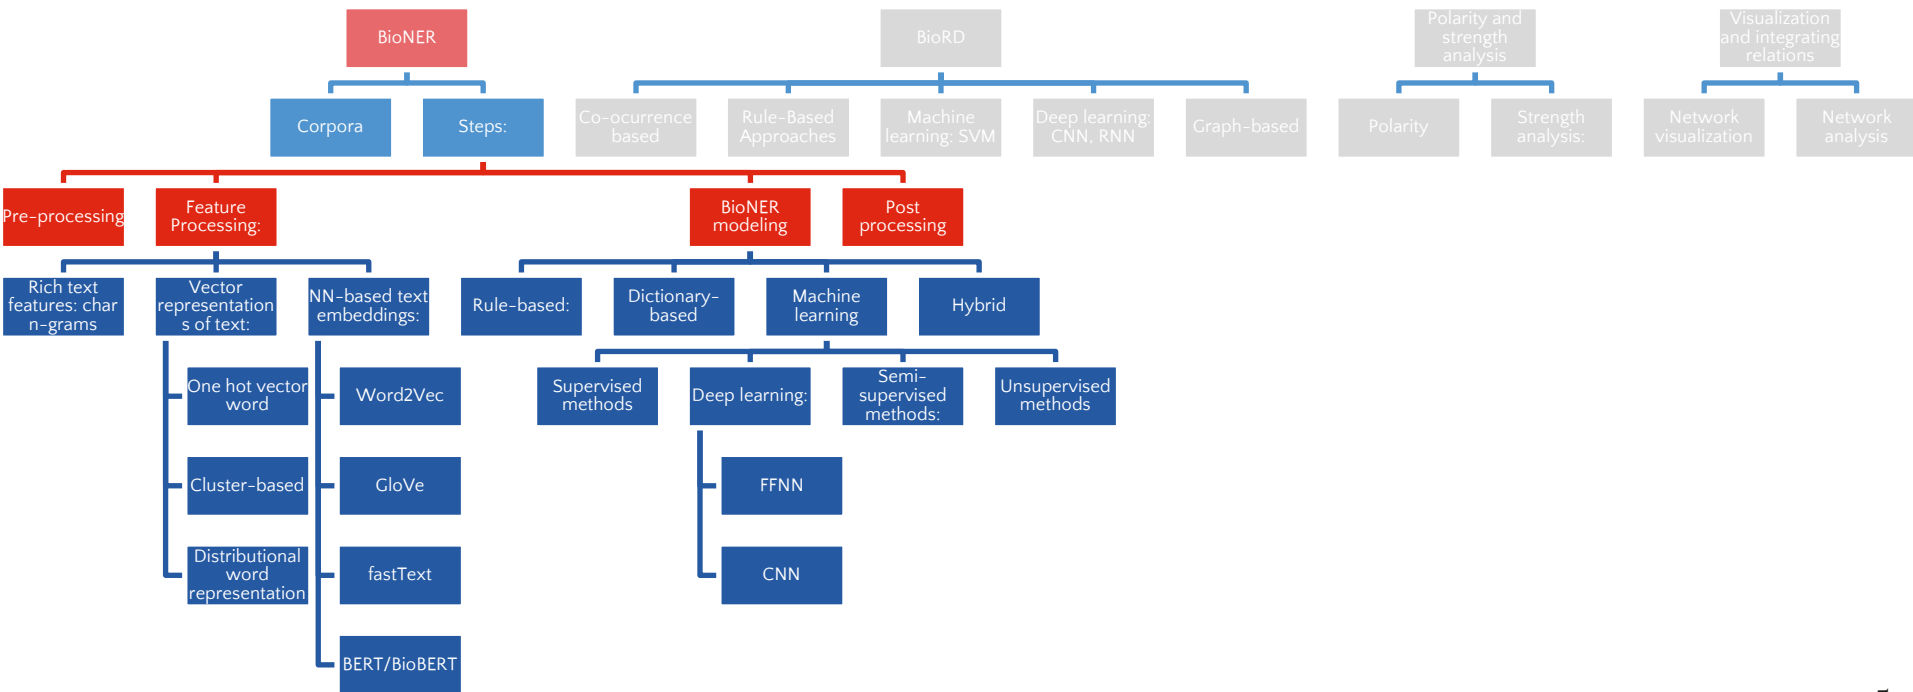 BioNER
BioRD
Polarity and
strength
analysis
Visualization
and integrating
relations
Corpora
Steps:
Co-ocurrence
based
Rule-Based
Approaches
Machine
learning: SVM
Deep learning:
CNN, RNN
Graph-based
Polarity
Strength
analysis:
Network
visualization
Network
analysis
Pre-processing
Feature
Processing:
BioNER
modeling
Post
processing
Rich text
features: char
n-grams
Vector
representation
s of text:
NN-based text
embeddings:
Rule-based:
Dictionary-
based
Machine
learning
Hybrid
One hot vector
word
Word2Vec
Supervised
methods
Deep learning:
Semi-
supervised
methods:
Unsupervised
methods
Cluster-based
GloVe
FFNN
Distributional
word
representation
fastText
CNN
BERT/BioBERT